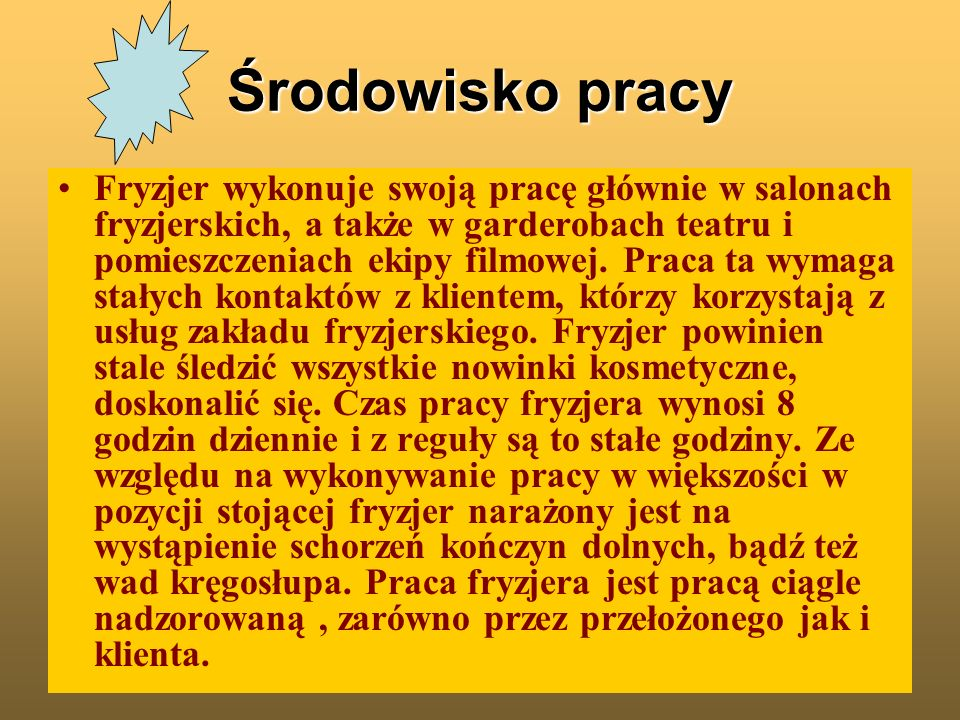 Środowisko pracy
• Fryzjer wykonuje swoją pracę głównie w salonach
fryzjerskich, a także w garderobach teatru i
pomieszczeniach ekipy filmowej. Praca ta wymaga
stałych kontaktów z klientem, którzy korzystają z
usług zakładu fryzjerskiego. Fryzjer powinien
stale śledzić wszystkie nowinki kosmetyczne,
doskonalić się. Czas pracy fryzjera wynosi 8
godzin dziennie i z reguły są to stałe godziny. Ze
względu na wykonywanie pracy w większości w
pozycji stojącej fryzjer narażony jest na
wystąpienie schorzeń kończyn dolnych, bądź też
wad kręgosłupa. Praca fryzjera jest pracą ciągle
nadzorowaną , zarówno przez przełożonego jak i
klienta.